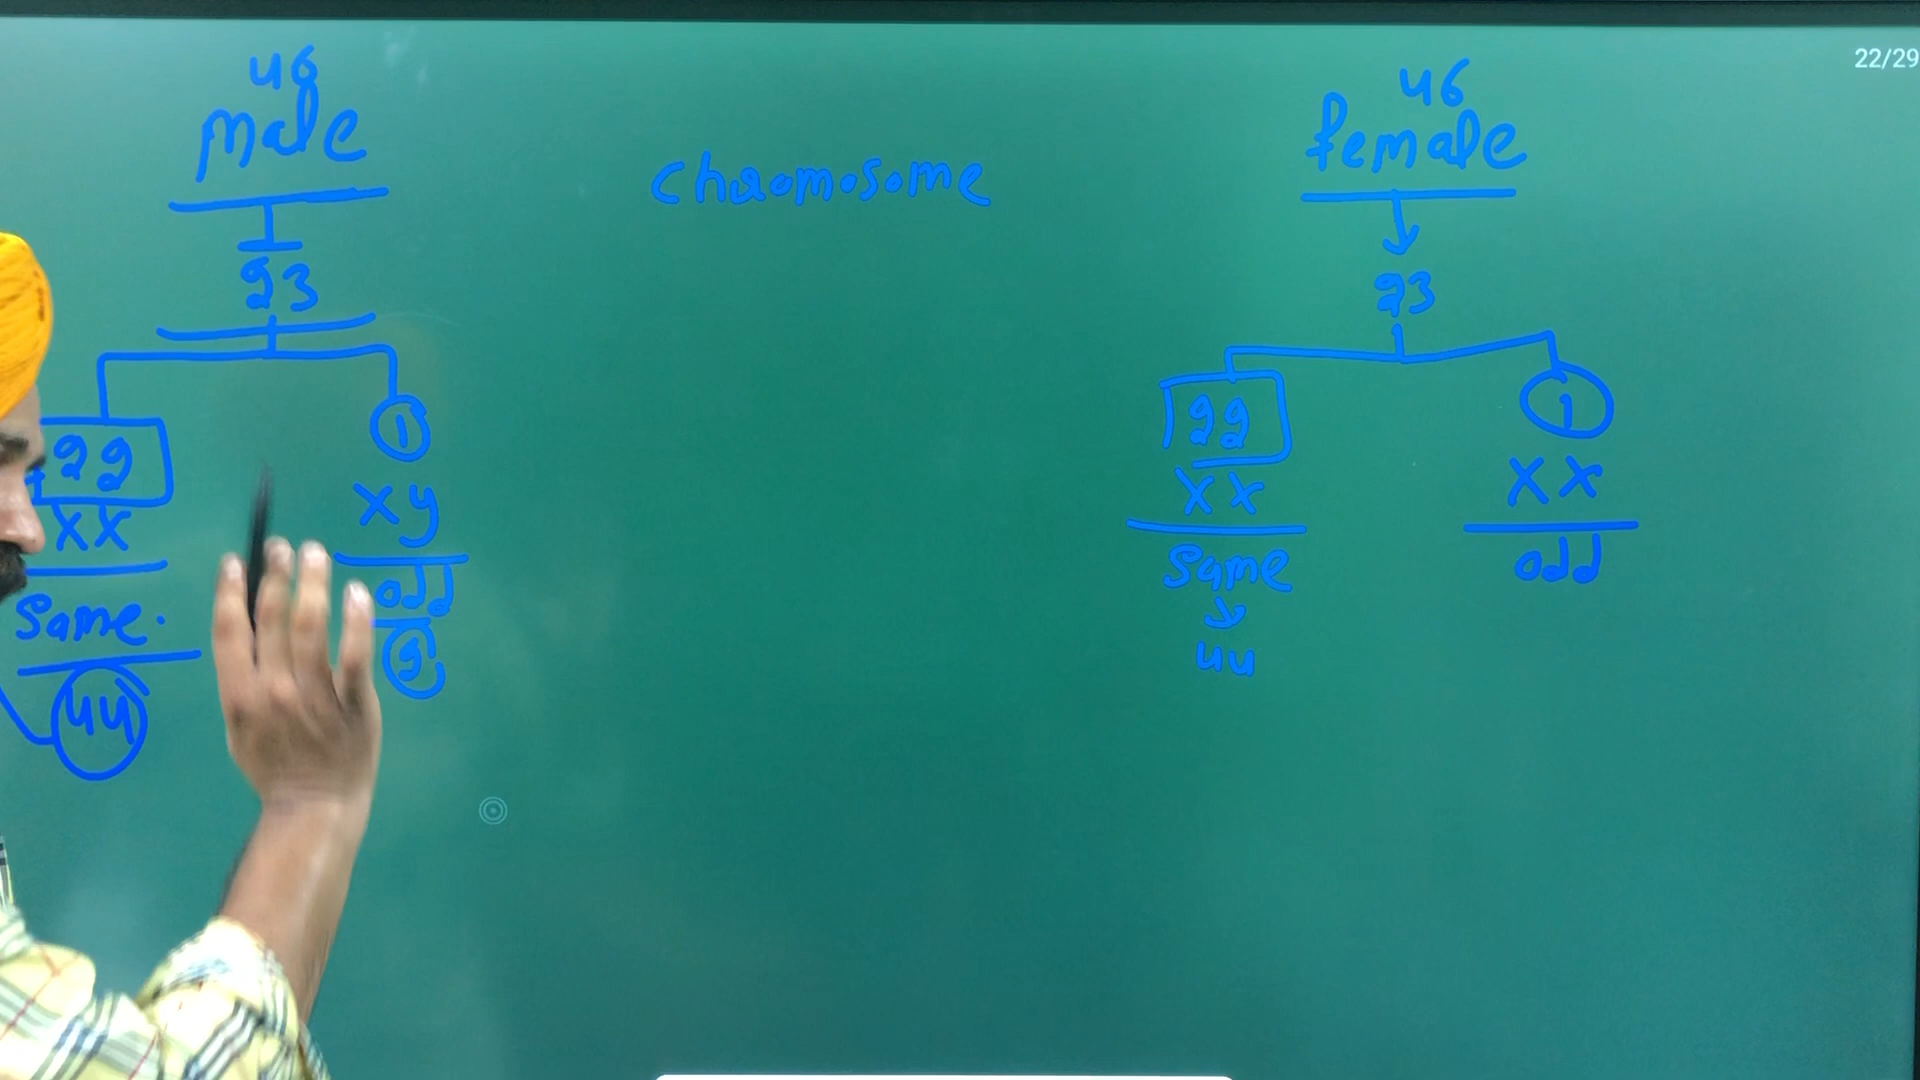 46
male
23
22
1
XX
xy
Same.
odd
44
2
Chromosome
22/29
46
female
23
22
1
XX
XX
Same
odd
44